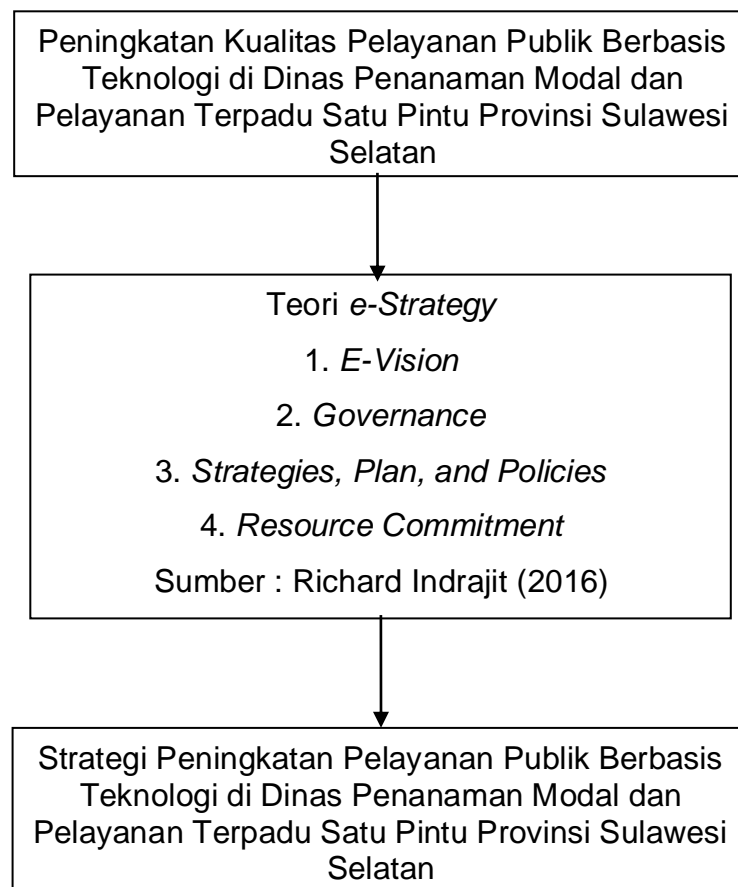 Peningkatan Kualitas Pelayanan Publik Berbasis
Teknologi di Dinas Penanaman Modal dan
Pelayanan Terpadu Satu Pintu Provinsi Sulawesi
Selatan
Teori e-Strategy
1. E-Vision
2. Governance
3. Strategies, Plan, and Policies
4. Resource Commitment
Sumber : Richard Indrajit (2016)
Strategi Peningkatan Pelayanan Publik Berbasis
Teknologi di Dinas Penanaman Modal dan
Pelayanan Terpadu Satu Pintu Provinsi Sulawesi
Selatan